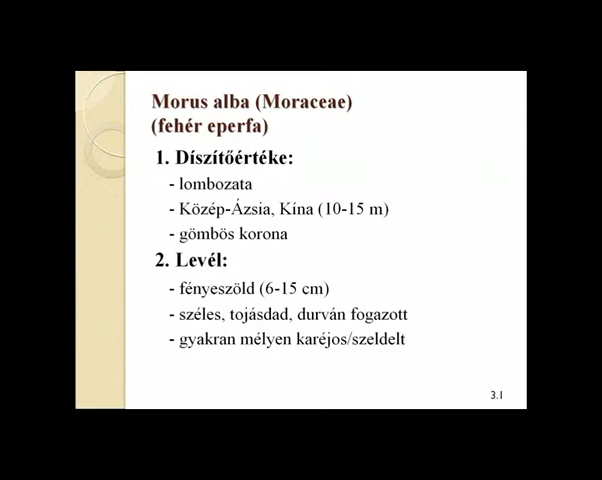 Morus alba (Moraceae)
(fehér eperfa)
1. Díszítőértéke:
- lombozata
- Közép-Ázsia, Kína (10-15 m)
- gömbös korona
2. Levél:
- fényeszöld (6-15 cm)
- széles, tojásdad, durván fogazott
- gyakran mélyen karéjos/szeldelt
3.1